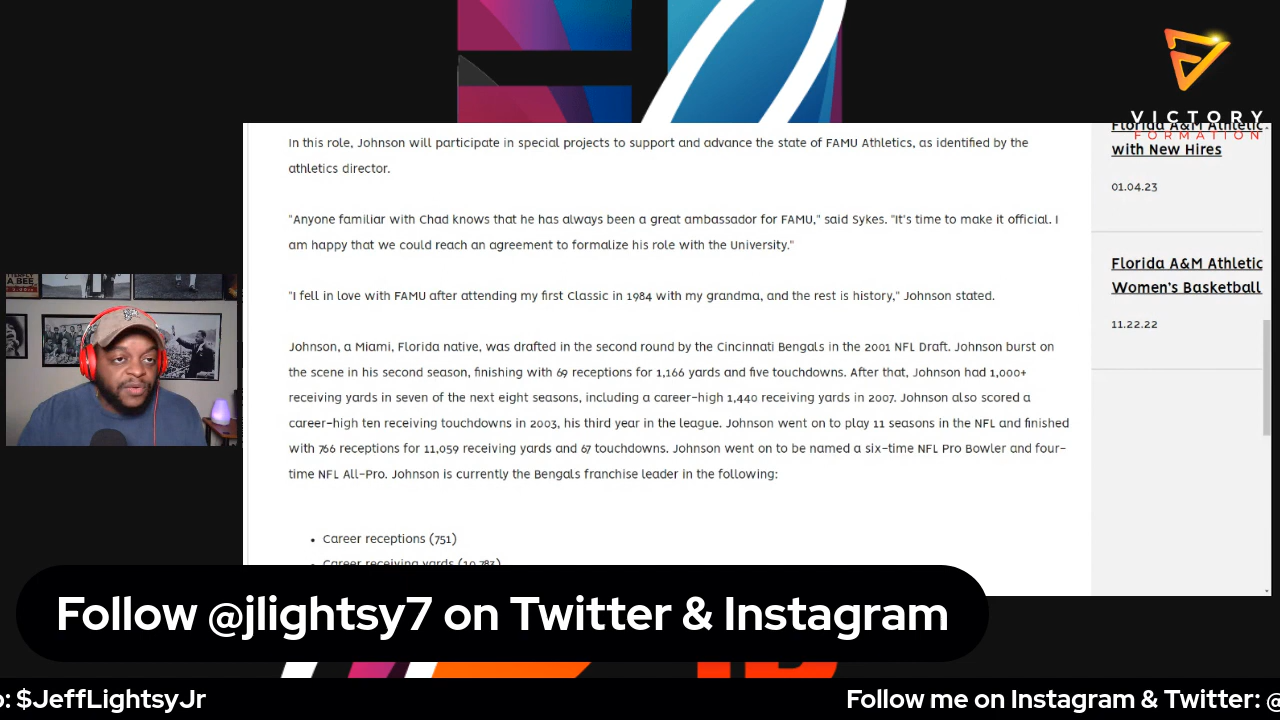 VICTORY
FORMATION
In this role, Johnson will participate in special projects to support and advance the state of FAMU Athletics, as identified by the
athletics director.
"Anyone familiar with Chad knows that he has always been a great ambassador for FAMU," said Sykes. "It's time to make it official. I
am happy that we could reach an agreement to formalize his role with the University."
"I fell in love with FAMU after attending my first Classic in 1984 with my grandma, and the rest is history," Johnson stated.
Johnson, a Miami, Florida native, was drafted in the second round by the Cincinnati Bengals in the 2001 NFL Draft. Johnson burst on
the scene in his second season, finishing with 69 receptions for 1,166 yards and five touchdowns. After that, Johnson had 1,000+
receiving yards in seven of the next eight seasons, including a career-high 1,440 receiving yards in 2007. Johnson also scored a
career-high ten receiving touchdowns in 2003, his third year in the league. Johnson went on to play 11 seasons in the NFL and finished
with 766 receptions for 11,059 receiving yards and 67 touchdowns. Johnson went on to be named a six-time NFL Pro Bowler and four-
time NFL All-Pro. Johnson is currently the Bengals franchise leader in the following:
• Career receptions (751)
• Career receiving yards (10,783)
Florida A&M Athletic
with New Hires
01.04.23
Florida A&M Athletic
Women's Basketball
11.22.22
Follow @jlightsy7 on Twitter & Instagram
: $JeffLightsyJr
Follow me on Instagram & Twitter: @